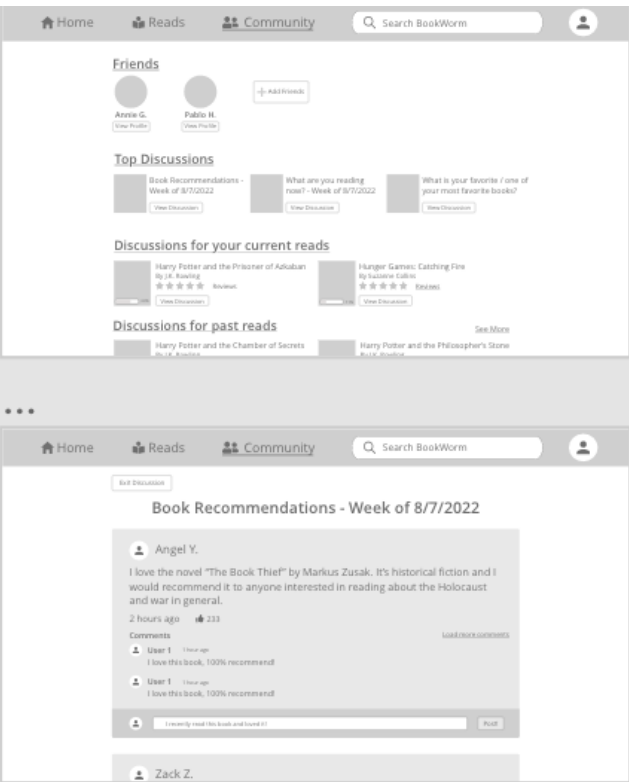 Home Reads Community Search BookWorm
Friends
Annie G. Pablo H. Add Friends
View Profile View Profile
Top Discussions
Book Recommendations - What are you reading What is your favorite / one of
Week of 8/7/2022 now? - Week of 8/7/2022 your most favorite books?
View Discussion View Discussion View Discussion
Discussions for your current reads
Harry Potter and the Prisoner of Azkaban Hunger Games: Catching Fire
By J.K. Rowling By Suzanne Collins
Reviews Reviews
View Discussion View Discussion
Discussions for past reads See More
Harry Potter and the Chamber of Secrets Harry Potter and the Philosopher's Stone
By J.K. Rowling By J.K. Rowling
...
Home Reads Community Search BookWorm
Exit Discussion
Book Recommendations - Week of 8/7/2022
Angel Y.
I love the novel "The Book Thief" by Markus Zusak. It's historical fiction and I
would recommend it to anyone interested in reading about the Holocaust
and war in general.
2 hours ago 233
Comments Load more comments
User 1 1 hour ago
I love this book, 100% recommend!
User 1 1 hour ago
I love this book, 100% recommend!
I recently read this book and loved it! Post
Zack Z.